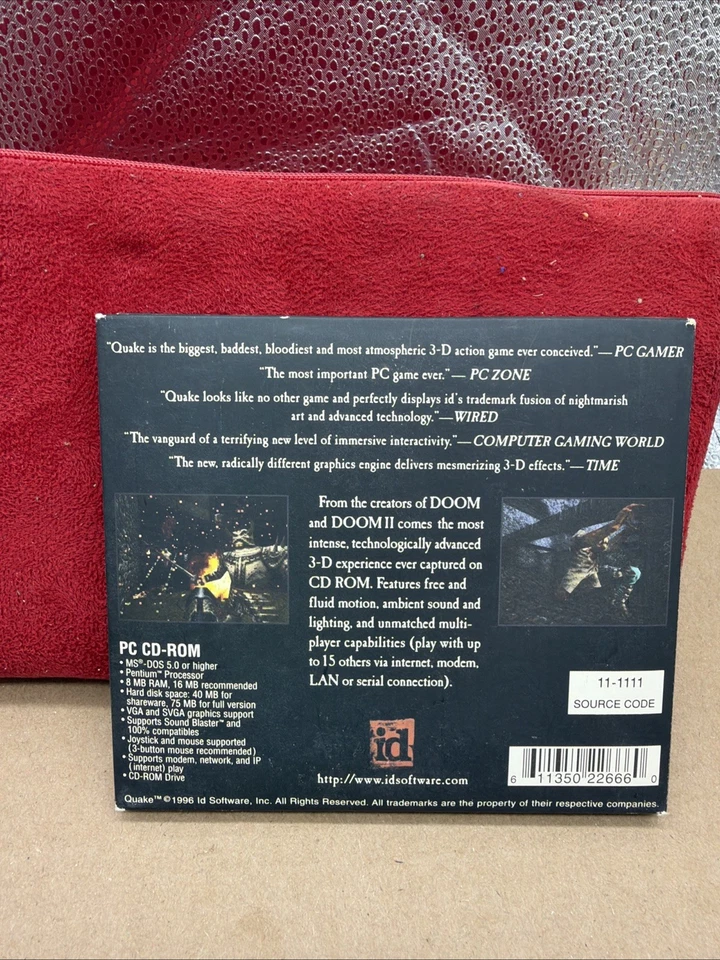 "Quake is the biggest, baddest, bloodiest and most atmospheric 3-D action game ever conceived."— PC GAMER
"The most important PC game ever."— PC ZONE
"Quake looks like no other game and perfectly displays id's trademark fusion of nightmarish
art and advanced technology."—WIRED
"The vanguard of a terrifying new level of immersive interactivity."— COMPUTER GAMING WORLD
"The new, radically different graphics engine delivers mesmerizing 3-D effects."— TIME
From the creators of DOOM
and DOOM II comes the most
intense, technologically advanced
3-D experience ever captured on
CD ROM. Features free and
fluid motion, ambient sound and
lighting, and unmatched multi-
player capabilities (play with up
to 15 others via internet, modem,
LAN or serial connection).
PC CD-ROM
• MS®-DOS 5.0 or higher
• Pentium™ Processor
• 8 MB RAM, 16 MB recommended
• Hard disk space: 40 MB for
shareware, 75 MB for full version
• VGA and SVGA graphics support
• Supports Sound Blaster™ and
100% compatibles
• Joystick and mouse supported
(3-button mouse recommended)
• Supports modem, network, and IP
(internet) play
• CD-ROM Drive
11-1111
SOURCE CODE
id
http://www.idsoftware.com
6 11350 22666 0
Quake™ ©1996 Id Software, Inc. All Rights Reserved. All trademarks are the property of their respective companies.